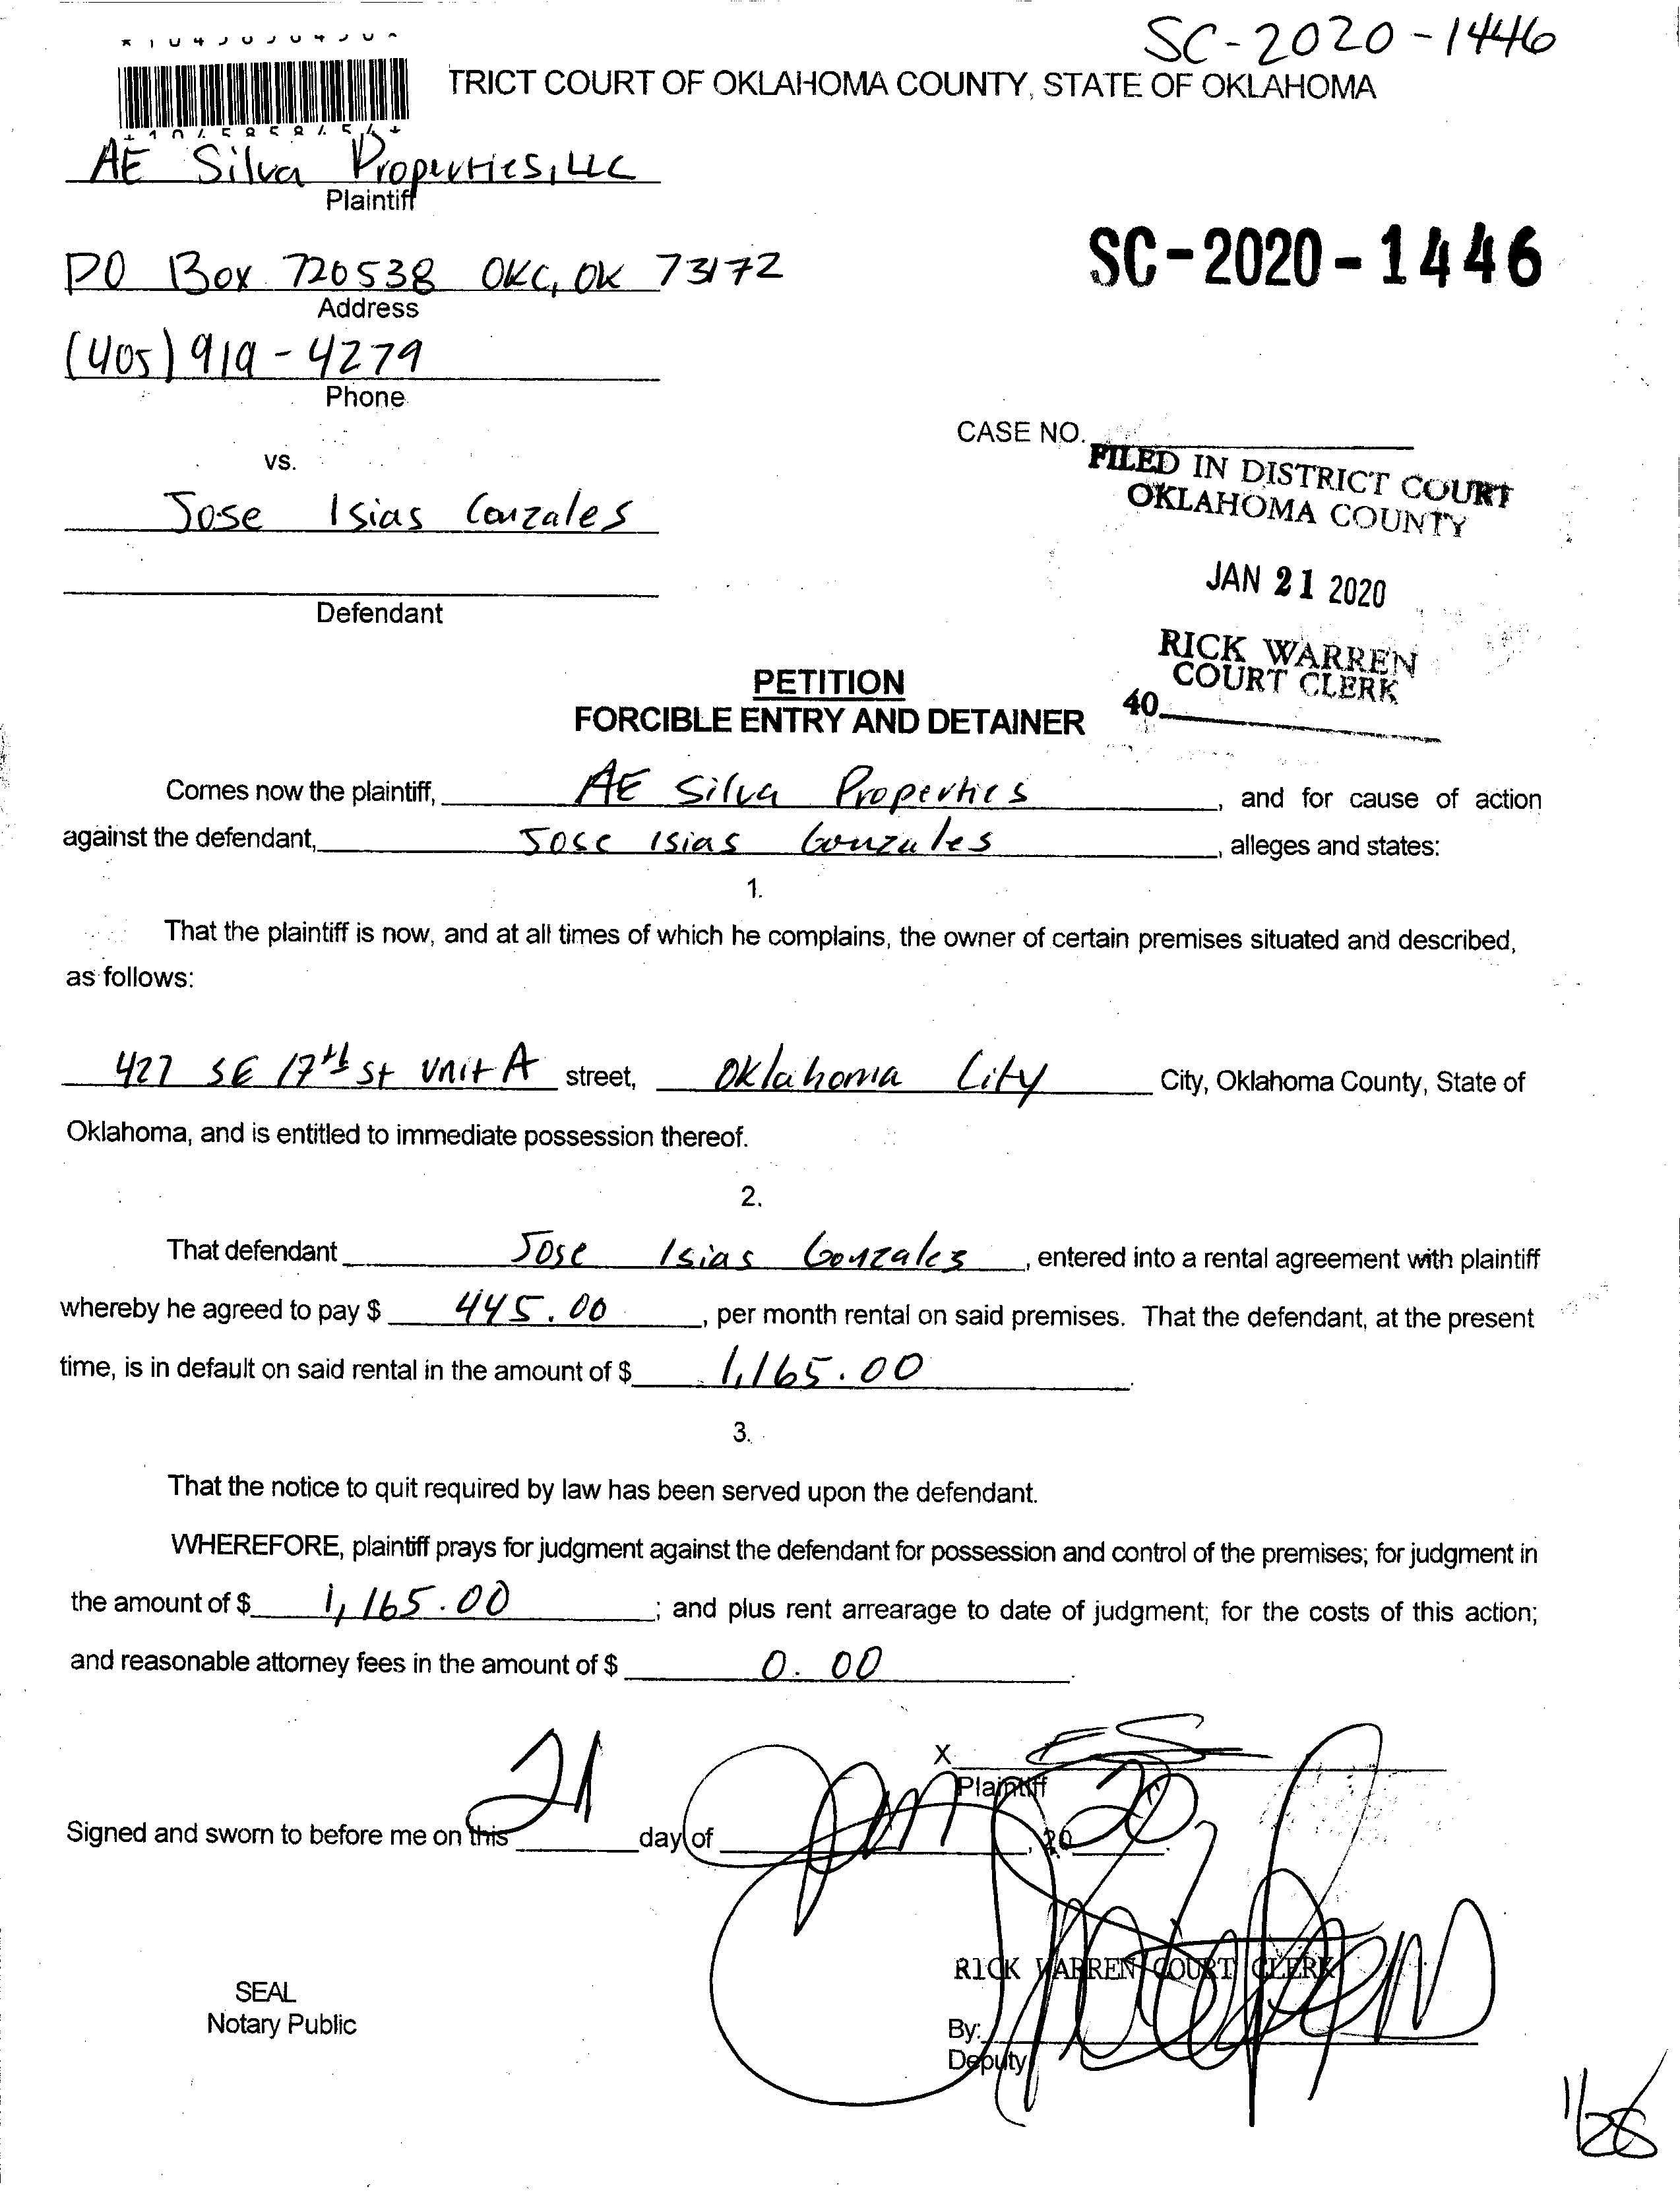 SC-2020-1446
TRICT COURT OF OKLAHOMA COUNTY, STATE OF OKLAHOMA
AE Silva Properties, LLC
Plaintiff
PO Box 720538 OKC, OK 73172
SC-2020-1446
Address
(405) 919-4279
Phone
CASE NO.
vs.
FILED IN DISTRICT COURT
OKLAHOMA COUNTY
Jose Isias Gonzales
JAN 21 2020
Defendant
RICK WARREN
COURT CLERK
40
PETITION
FORCIBLE ENTRY AND DETAINER
Comes now the plaintiff, AE Silva Properties, and for cause of action
against the defendant, Jose Isias Gonzales, alleges and states:
1.
That the plaintiff is now, and at all times of which he complains, the owner of certain premises situated and described,
as follows:
427 SE 17th St Unit A street, Oklahoma City City, Oklahoma County, State of
Oklahoma, and is entitled to immediate possession thereof.
2.
That defendant Jose Isias Gonzales, entered into a rental agreement with plaintiff
whereby he agreed to pay $ 445.00, per month rental on said premises. That the defendant, at the present
time, is in default on said rental in the amount of $ 1,165.00.
3.
That the notice to quit required by law has been served upon the defendant.
WHEREFORE, plaintiff prays for judgment against the defendant for possession and control of the premises; for judgment in
the amount of $ 1,165.00; and plus rent arrearage to date of judgment; for the costs of this action;
and reasonable attorney fees in the amount of $ 0.00.
X
Plaintiff
Signed and sworn to before me on this 21 day of Jan, 20 20.
RICK WARREN COURT CLERK
SEAL
Notary Public
By:
Deputy
1/28